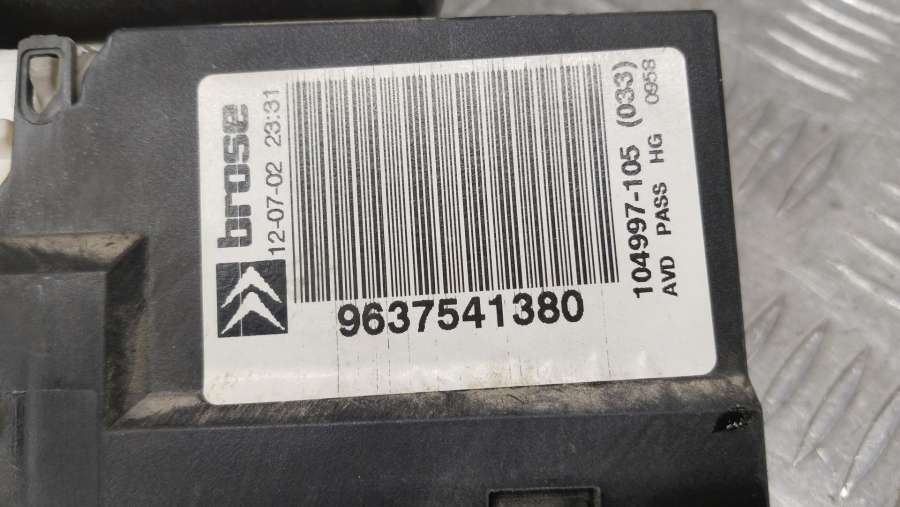 brose
12-07-02 23:31
9637541380
104997-105 (033)
AVD PASS HG 0958